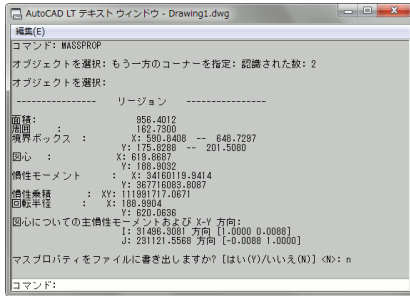 AutoCAD LT テキスト ウィンドウ - Drawing1.dwg
編集(E)
コマンド: MASSPROP
オブジェクトを選択: もう一方のコーナーを指定: 認識された数: 2
オブジェクトを選択:
---------------- リージョン ----------------
面積: 956.4012
周囲 : 162.7300
境界ボックス : X: 590.8408 -- 648.7297
Y: 175.8288 -- 201.5080
図心 : X: 619.8687
Y: 188.9032
慣性モーメント : X: 34160119.9414
Y: 367716083.8087
慣性乗積 : XY: 111991717.0671
回転半径 : X: 188.9904
Y: 620.0636
図心についての主慣性モーメントおよび X-Y 方向:
I: 31496.3081 方向 [1.0000 0.0088]
J: 231121.5568 方向 [-0.0088 1.0000]
マスプロパティをファイルに書き出しますか? [はい(Y)/いいえ(N)] <N>: n
コマンド: